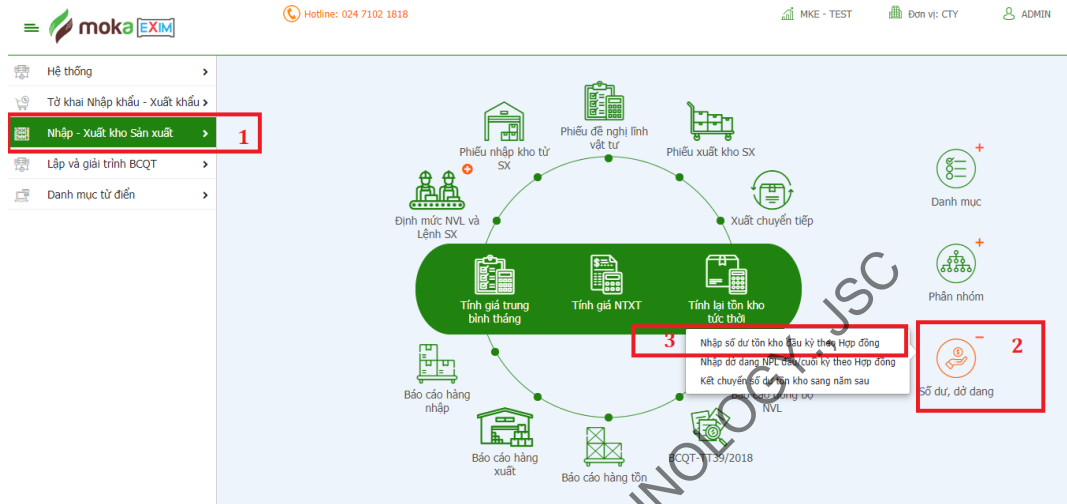 moka EXIM
Hotline: 024 7102 1818
MKE - TEST
Đơn vị: CTY
ADMIN
Hệ thống
Tờ khai Nhập khẩu - Xuất khẩu
Nhập - Xuất kho Sản xuất
1
Lập và giải trình BCQT
Danh mục từ điển
Phiếu đề nghị lĩnh
vật tư
Phiếu nhập kho từ
SX
Phiếu xuất kho SX
Định mức NVL và
Lệnh SX
Xuất chuyển tiếp
Danh mục
Phân nhóm
Tính giá trung
bình tháng
Tính giá NTXT
Tính lại tồn kho
tức thời
3
Nhập số dư tồn kho đầu kỳ theo Hợp đồng
Nhập dở dang NPL đầu/cuối kỳ theo Hợp đồng
Kết chuyển số dư tồn kho sang năm sau
2
Số dư, dở dang
Báo cáo hàng
nhập
Báo cáo đồng bộ
NVL
Báo cáo hàng
xuất
Báo cáo hàng tồn
BCQT-TT39/2018
NOLOGY., JSC